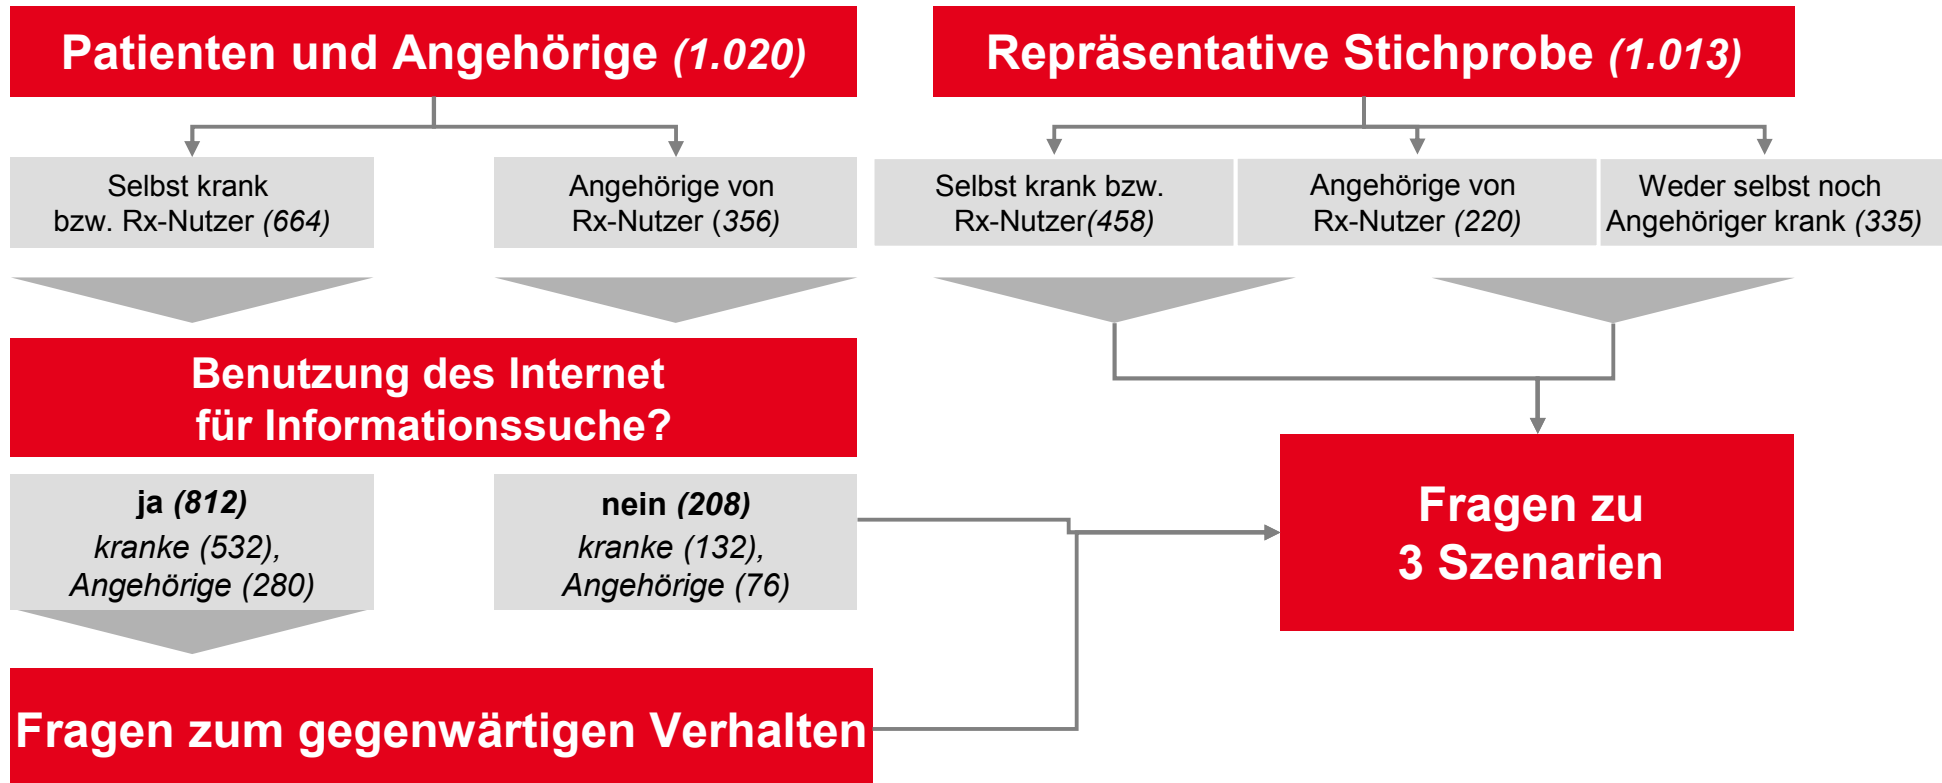 Patienten und Angehörige (1.020)
Repräsentative Stichprobe (1.013)
Selbst krank
bzw. Rx-Nutzer (664)
Angehörige von
Rx-Nutzer (356)
Selbst krank bzw.
Rx-Nutzer(458)
Angehörige von
Rx-Nutzer (220)
Weder selbst noch
Angehöriger krank (335)
Benutzung des Internet
für Informationssuche?
ja (812)
kranke (532),
Angehörige (280)
nein (208)
kranke (132),
Angehörige (76)
Fragen zu
3 Szenarien
Fragen zum gegenwärtigen Verhalten